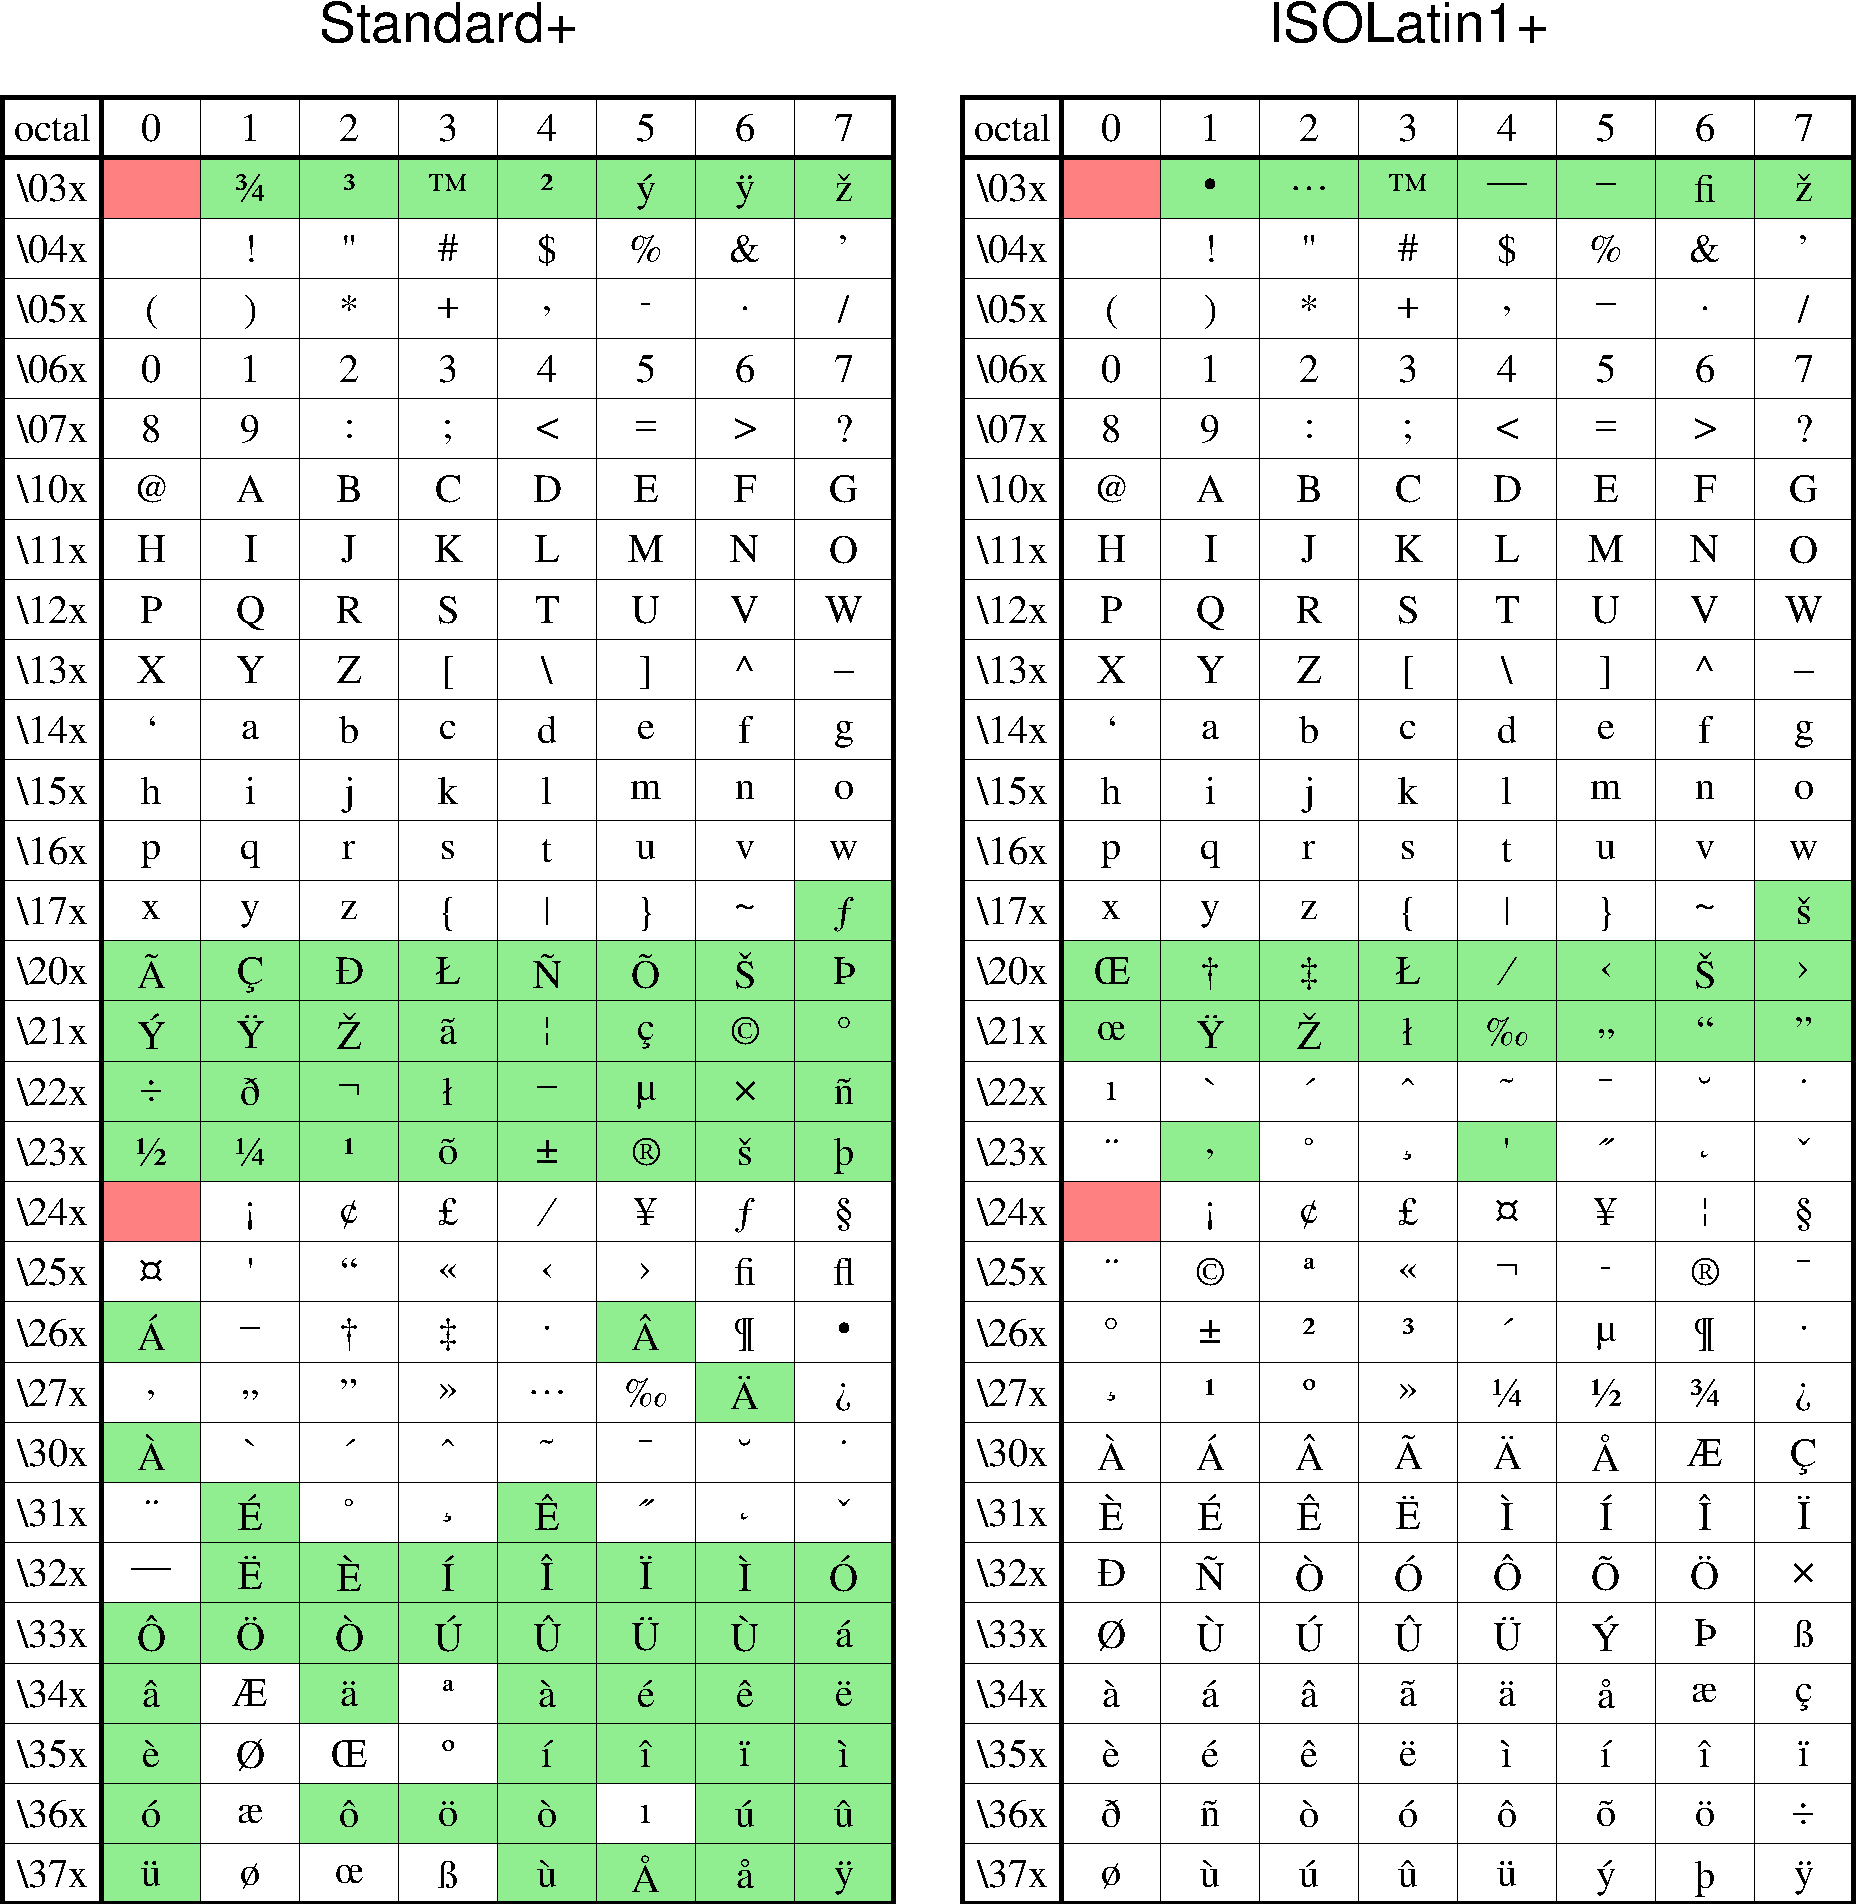 Standard+ ISOLatin1+
octal 0 1 2 3 4 5 6 7 octal 0 1 2 3 4 5 6 7
\03x ¾ ³ ™ ² ý ÿ ž \03x • … ™ — – fi ž
\04x ! " # $ % & ’ \04x ! " # $ % & ’
\05x ( ) * + , - . / \05x ( ) * + , − . /
\06x 0 1 2 3 4 5 6 7 \06x 0 1 2 3 4 5 6 7
\07x 8 9 : ; < = > ? \07x 8 9 : ; < = > ?
\10x @ A B C D E F G \10x @ A B C D E F G
\11x H I J K L M N O \11x H I J K L M N O
\12x P Q R S T U V W \12x P Q R S T U V W
\13x X Y Z [ \ ] ^ _ \13x X Y Z [ \ ] ^ _
\14x ‘ a b c d e f g \14x ‘ a b c d e f g
\15x h i j k l m n o \15x h i j k l m n o
\16x p q r s t u v w \16x p q r s t u v w
\17x x y z { | } ~ ƒ \17x x y z { | } ~ š
\20x Ã Ç Đ Ł Ñ Õ Š Þ \20x Œ † ‡ Ł ⁄ ‹ Š ›
\21x Ý Ÿ Ž ã ¦ ç © ° \21x œ Ÿ Ž ł ‰ „ “ ”
\22x ÷ ð ¬ ł − µ × ñ \22x ı ` ´ ˆ ˜ ¯ ˘ ˙
\23x ½ ¼ ¹ õ ± ® š þ \23x ¨ ‚ ˚ ¸ ' ˝ ˛ ˇ
\24x ¡ ¢ £ ⁄ ¥ ƒ § \24x ¡ ¢ £ ¤ ¥ ¦ §
\25x ¤ ' “ « ‹ › fi fl \25x ¨ © ª « ¬ - ® ¯
\26x Á – † ‡ · Â ¶ • \26x ° ± ² ³ ´ µ ¶ ·
\27x ‚ „ ” » … ‰ Ä ¿ \27x ¸ ¹ º » ¼ ½ ¾ ¿
\30x À ` ´ ˆ ˜ ¯ ˘ ˙ \30x À Á Â Ã Ä Å Æ Ç
\31x ¨ É ˚ ¸ Ê ˝ ˛ ˇ \31x È É Ê Ë Ì Í Î Ï
\32x — Ë È Í Î Ï Ì Ó \32x Đ Ñ Ò Ó Ô Õ Ö ×
\33x Ô Ö Ò Ú Û Ü Ù á \33x Ø Ù Ú Û Ü Ý Þ ß
\34x â Æ ä ª à é ê ë \34x à á â ã ä å æ ç
\35x è Ø Œ º í î ï ì \35x è é ê ë ì í î ï
\36x ó æ ô ö ò ı ú û \36x ð ñ ò ó ô õ ö ÷
\37x ü ø œ ß ù Å å ÿ \37x ø ù ú û ü ý þ ÿ